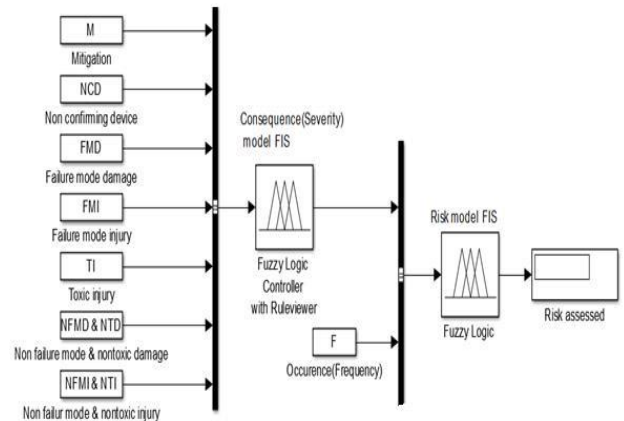 M
Mitigation
NCD
Non confirming device
FMD
Failure mode damage
FMI
Failure mode injury
TI
Toxic injury
NFMD & NTD
Non failure mode & nontoxic damage
NFMI & NTI
Non failur mode & nontoxic injury
Consequence(Severity)
model FIS
Fuzzy Logic
Controller
with Ruleviewer
F
Occurence(Frequency)
Risk model FIS
Fuzzy Logic
Risk assessed